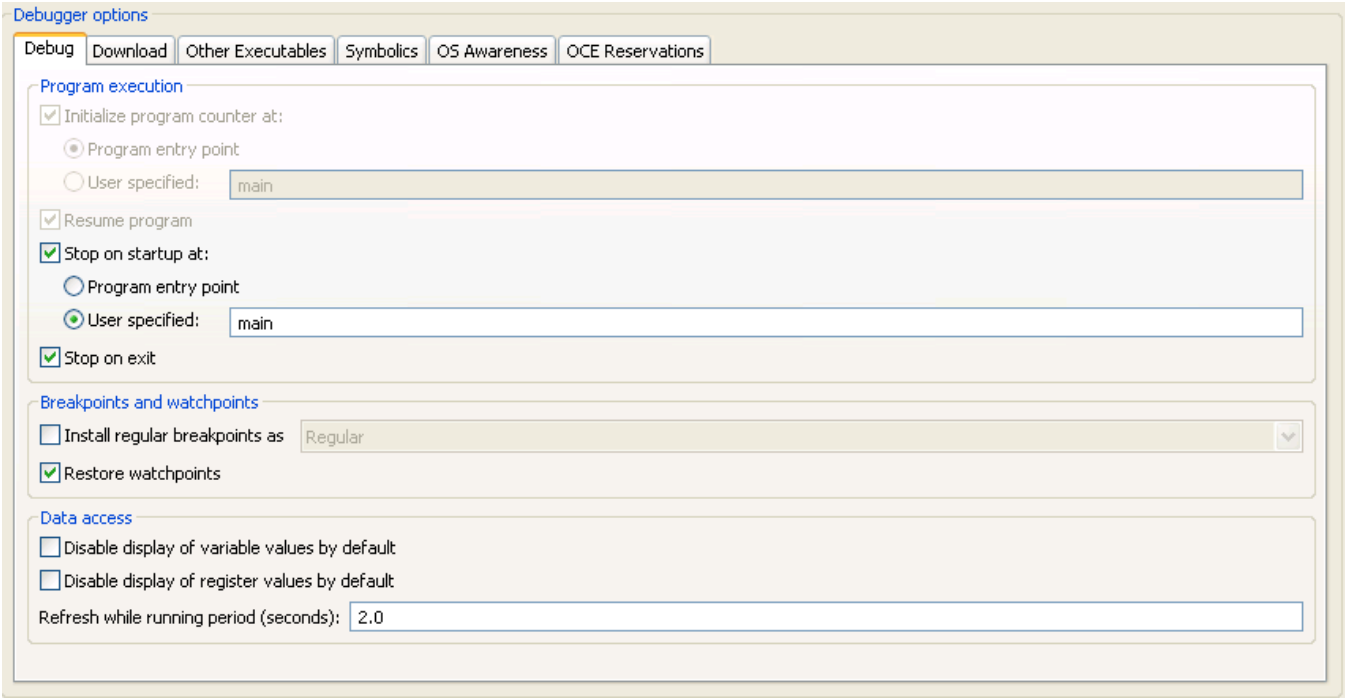 Debugger options
Debug Download Other Executables Symbolics OS Awareness OCE Reservations
Program execution
Initialize program counter at:
Program entry point
User specified: main
Resume program
Stop on startup at:
Program entry point
User specified: main
Stop on exit
Breakpoints and watchpoints
Install regular breakpoints as Regular
Restore watchpoints
Data access
Disable display of variable values by default
Disable display of register values by default
Refresh while running period (seconds): 2.0